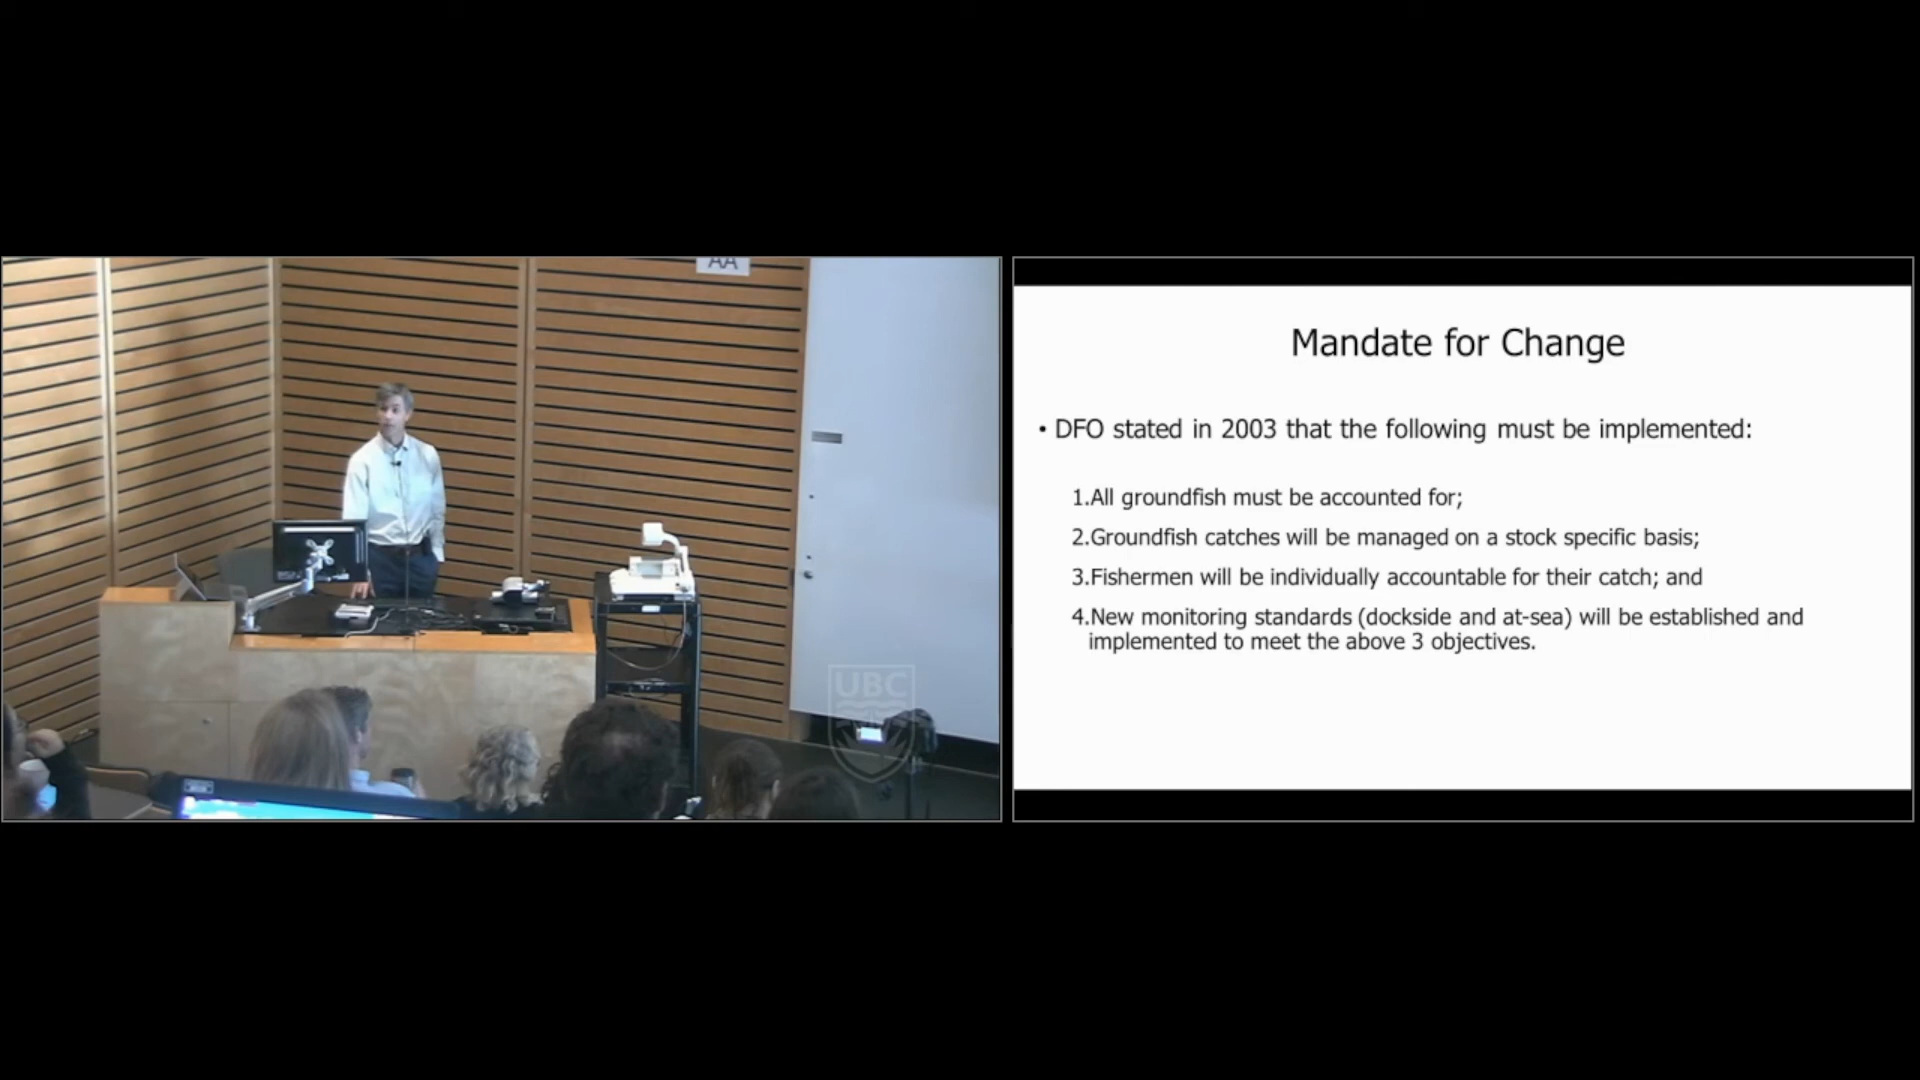 AA
UBC
Mandate for Change
• DFO stated in 2003 that the following must be implemented:
1.All groundfish must be accounted for;
2.Groundfish catches will be managed on a stock specific basis;
3.Fishermen will be individually accountable for their catch; and
4.New monitoring standards (dockside and at-sea) will be established and
implemented to meet the above 3 objectives.